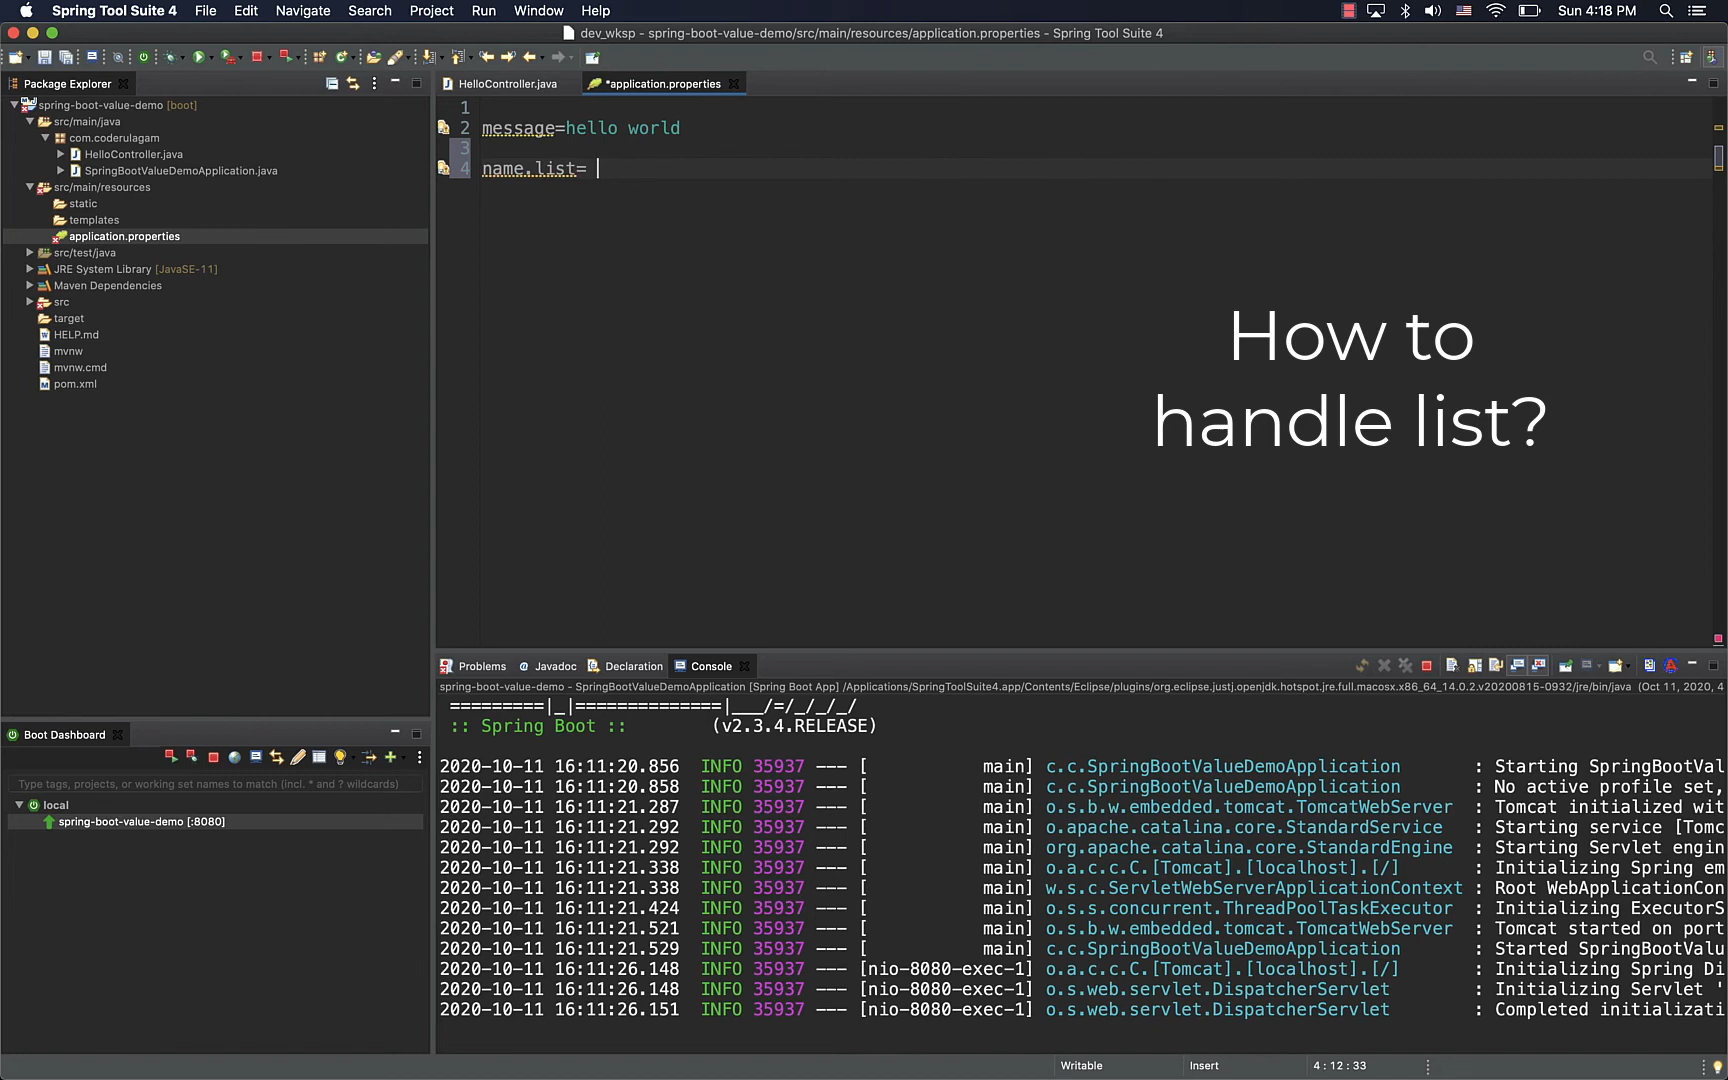 Spring Tool Suite 4 File Edit Navigate Search Project Run Window Help Sun 4:18 PM
dev_wksp - spring-boot-value-demo/src/main/resources/application.properties - Spring Tool Suite 4
Package Explorer
spring-boot-value-demo [boot]
src/main/java
com.coderulagam
HelloController.java
SpringBootValueDemoApplication.java
src/main/resources
static
templates
application.properties
src/test/java
JRE System Library [JavaSE-11]
Maven Dependencies
src
target
HELP.md
mvnw
mvnw.cmd
pom.xml
HelloController.java *application.properties
1
2 message=hello world
3
4 name.list=
How to
handle list?
Boot Dashboard
Type tags, projects, or working set names to match (incl. * and ? wildcards)
local
spring-boot-value-demo [:8080]
Problems Javadoc Declaration Console
spring-boot-value-demo - SpringBootValueDemoApplication [Spring Boot App] /Applications/SpringToolSuite4.app/Contents/Eclipse/plugins/org.eclipse.justj.openjdk.hotspot.jre.full.macosx.x86_64_14.0.2.v20200815-0932/jre/bin/java (Oct 11, 2020, 4
=========|_|==============|___/=/_/_/_/
:: Spring Boot :: (v2.3.4.RELEASE)
2020-10-11 16:11:20.856 INFO 35937 --- [ main] c.c.SpringBootValueDemoApplication : Starting SpringBootVal
2020-10-11 16:11:20.858 INFO 35937 --- [ main] c.c.SpringBootValueDemoApplication : No active profile set,
2020-10-11 16:11:21.287 INFO 35937 --- [ main] o.s.b.w.embedded.tomcat.TomcatWebServer : Tomcat initialized wit
2020-10-11 16:11:21.292 INFO 35937 --- [ main] o.apache.catalina.core.StandardService : Starting service [Tomc
2020-10-11 16:11:21.292 INFO 35937 --- [ main] org.apache.catalina.core.StandardEngine : Starting Servlet engin
2020-10-11 16:11:21.338 INFO 35937 --- [ main] o.a.c.c.C.[Tomcat].[localhost].[/] : Initializing Spring em
2020-10-11 16:11:21.338 INFO 35937 --- [ main] w.s.c.ServletWebServerApplicationContext : Root WebApplicationCon
2020-10-11 16:11:21.424 INFO 35937 --- [ main] o.s.s.concurrent.ThreadPoolTaskExecutor : Initializing ExecutorS
2020-10-11 16:11:21.521 INFO 35937 --- [ main] o.s.b.w.embedded.tomcat.TomcatWebServer : Tomcat started on port
2020-10-11 16:11:21.529 INFO 35937 --- [ main] c.c.SpringBootValueDemoApplication : Started SpringBootValu
2020-10-11 16:11:26.148 INFO 35937 --- [nio-8080-exec-1] o.a.c.c.C.[Tomcat].[localhost].[/] : Initializing Spring Di
2020-10-11 16:11:26.148 INFO 35937 --- [nio-8080-exec-1] o.s.web.servlet.DispatcherServlet : Initializing Servlet '
2020-10-11 16:11:26.151 INFO 35937 --- [nio-8080-exec-1] o.s.web.servlet.DispatcherServlet : Completed initializati
Writable Insert 4 : 12 : 33